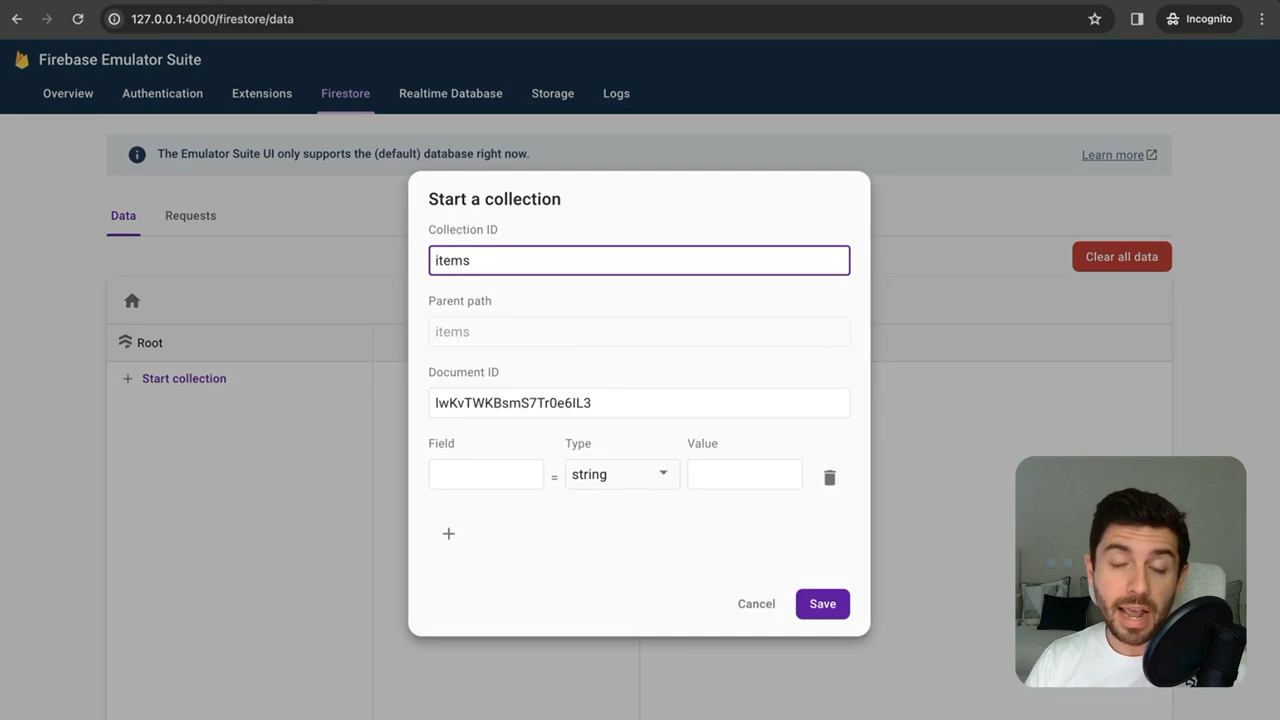 127.0.0.1:4000/firestore/data
Incognito
Firebase Emulator Suite
Overview
Authentication
Extensions
Firestore
Realtime Database
Storage
Logs
The Emulator Suite UI only supports the (default) database right now.
Learn more
Data
Requests
Clear all data
Root
Start collection
Start a collection
Collection ID
items
Parent path
items
Document ID
lwKvTWKBsmS7Tr0e6IL3
Field
Type
Value
=
string
Cancel
Save